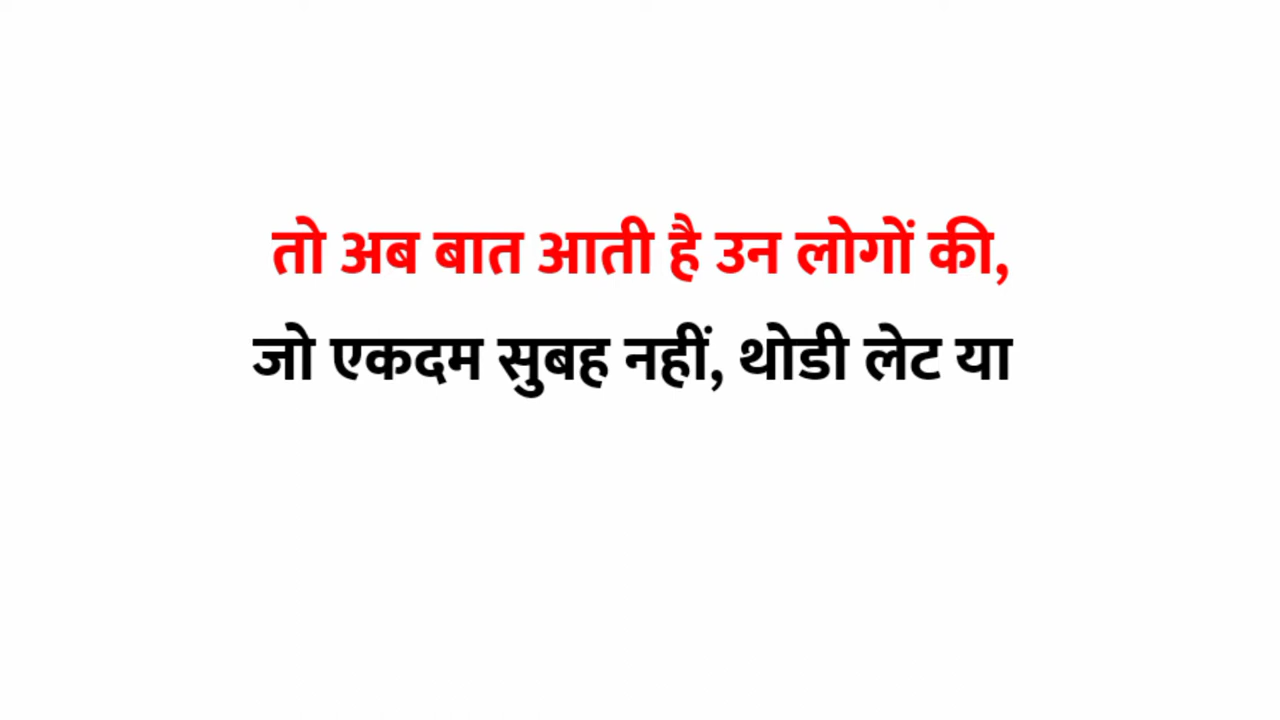 तो अब बात आती है उन लोगों की,
जो एकदम सुबह नहीं, थोडी लेट या